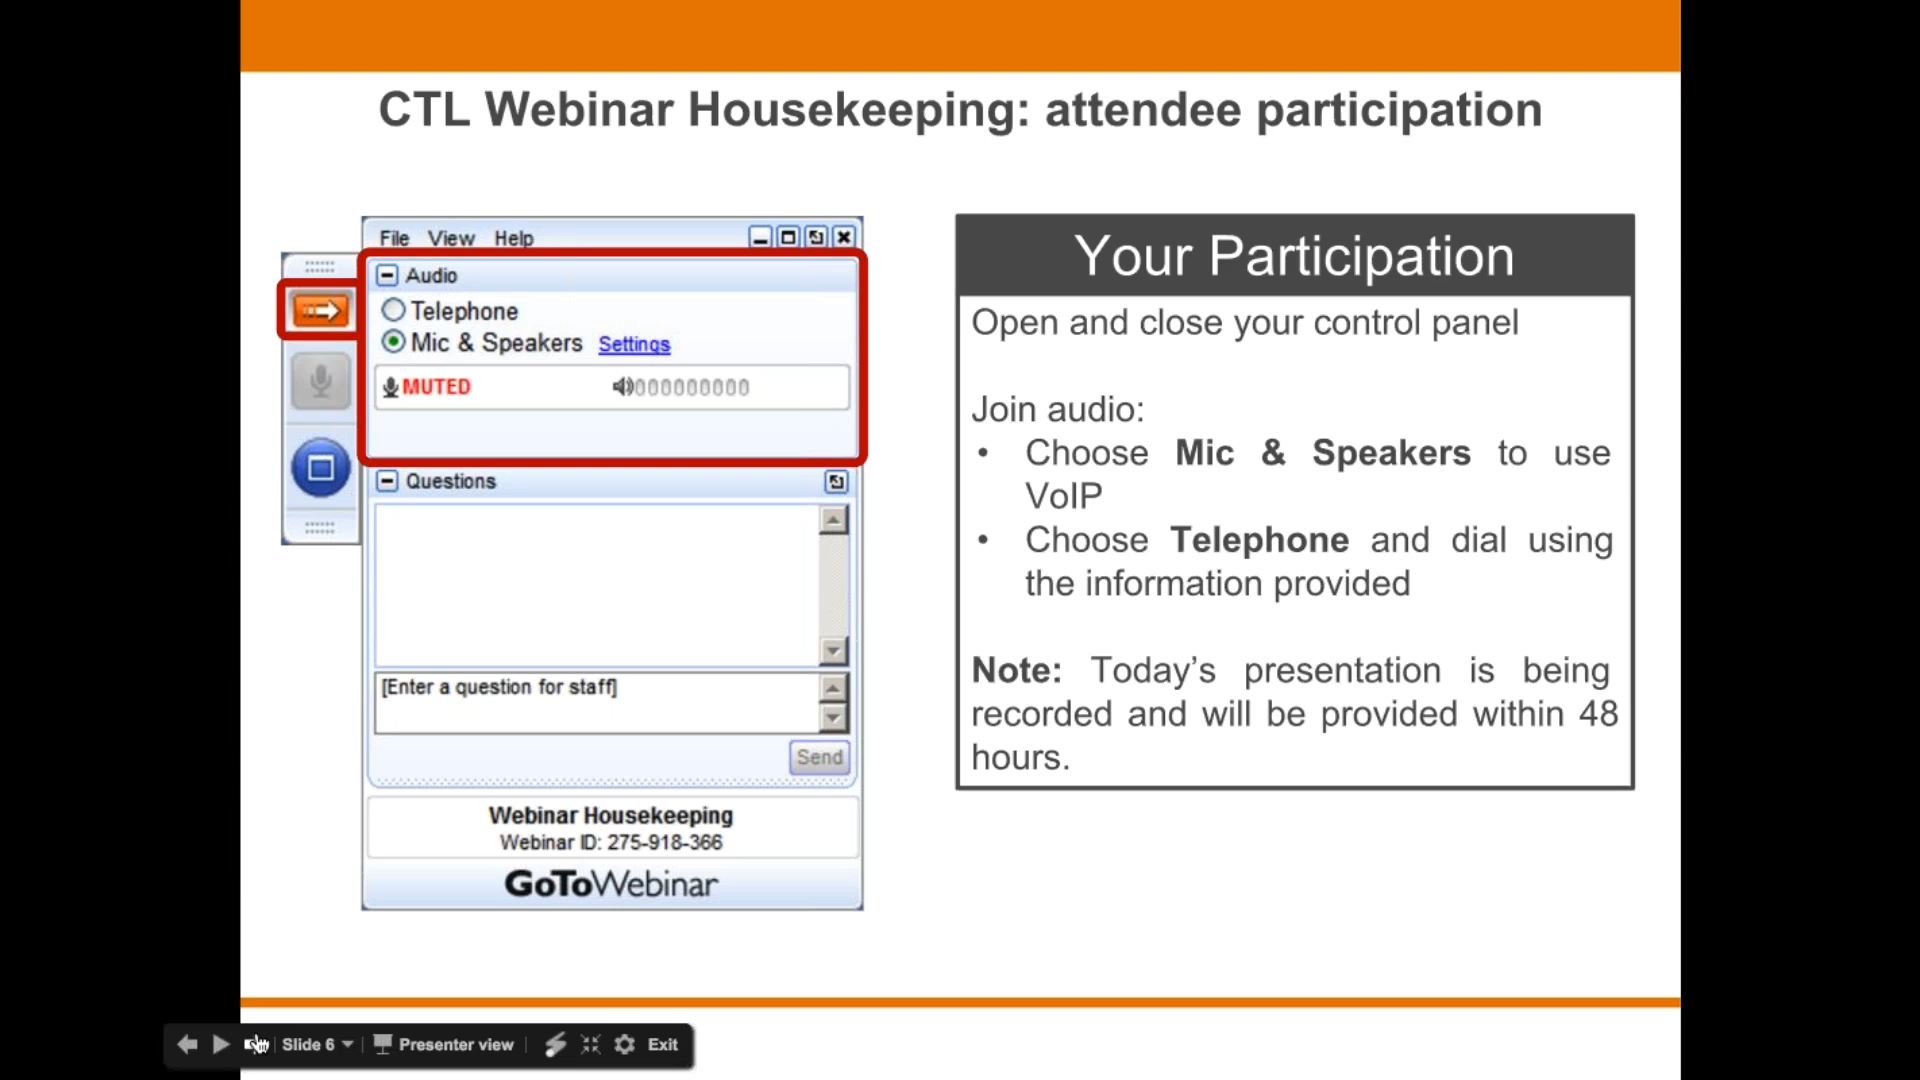 CTL Webinar Housekeeping: attendee participation
File View Help
Audio
Telephone
Mic & Speakers Settings
MUTED
Questions
[Enter a question for staff]
Send
Webinar Housekeeping
Webinar ID: 275-918-366
GoToWebinar
Your Participation
Open and close your control panel
Join audio:
• Choose Mic & Speakers to use
VoIP
• Choose Telephone and dial using
the information provided
Note: Today’s presentation is being
recorded and will be provided within 48
hours.
Slide 6 Presenter view Exit